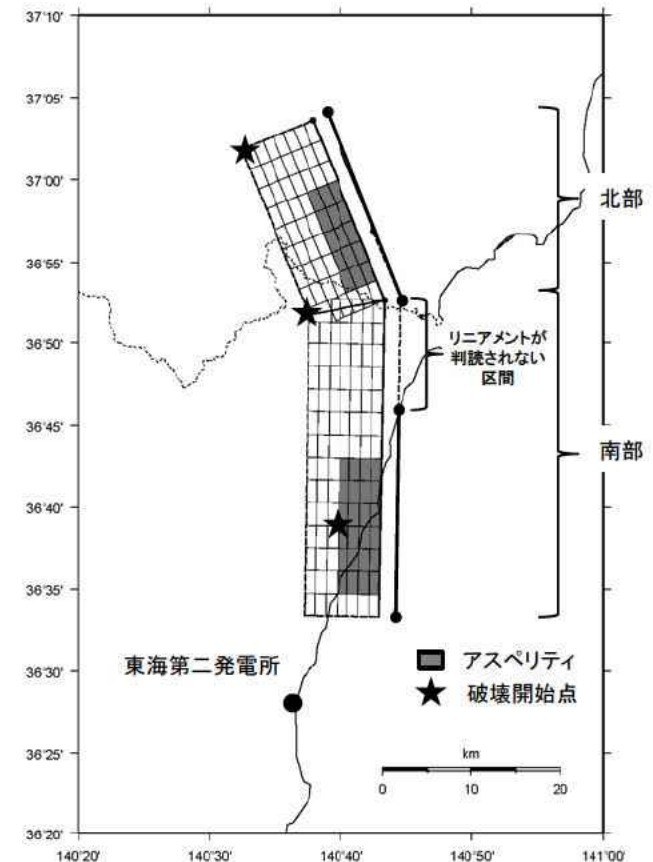 37°10'
37°05'
37°00'
36°55'
36°50'
36°45'
36°40'
36°35'
36°30'
36°25'
36°20'
140°20'
140°30'
140°40'
140°50'
141°00'
北部
リニアメントが
判読されない
区間
南部
東海第二発電所
アスペリティ
破壊開始点
km
0
10
20